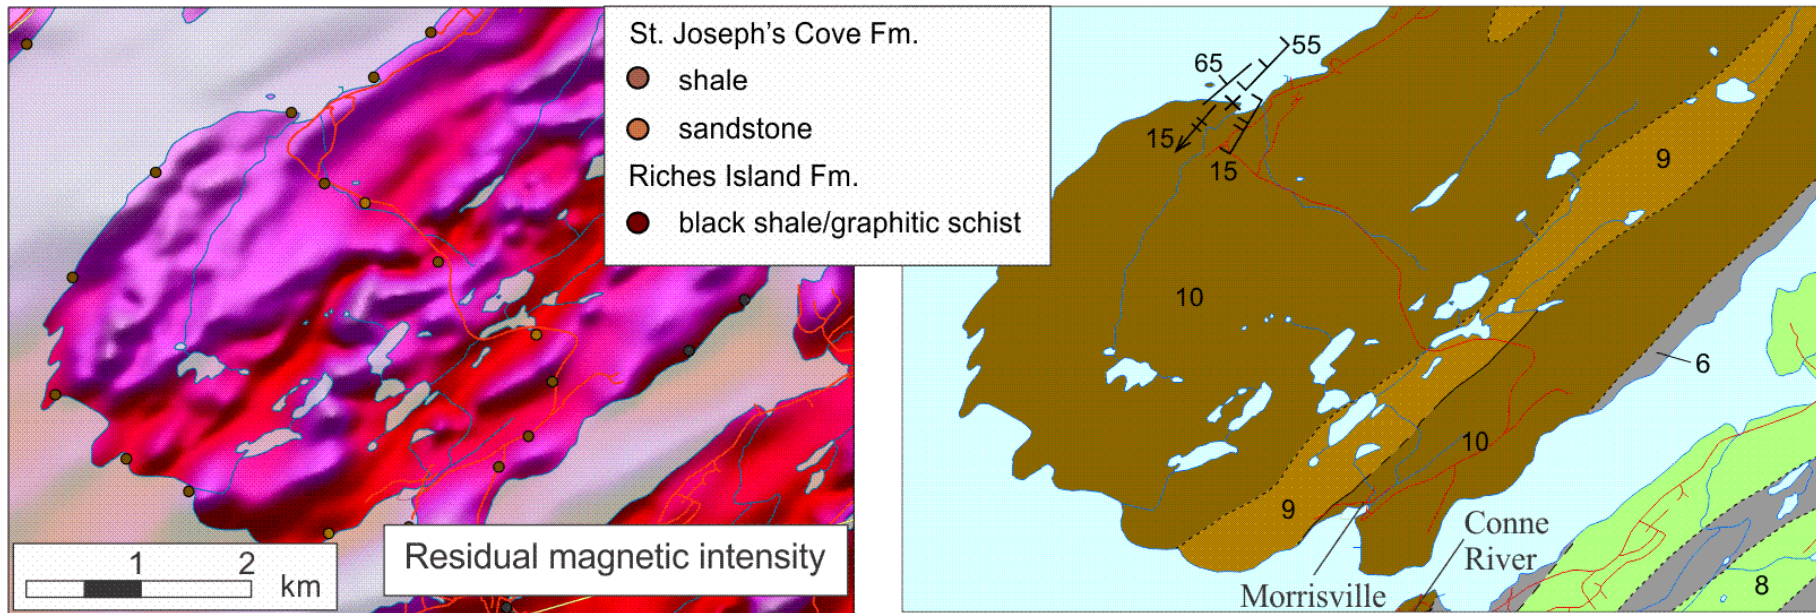 St. Joseph's Cove Fm.
shale
sandstone
Riches Island Fm.
black shale/graphitic schist
1 2
km
Residual magnetic intensity
55
65
15
15
9
10
6
10
9
8
Conne
River
Morrisville